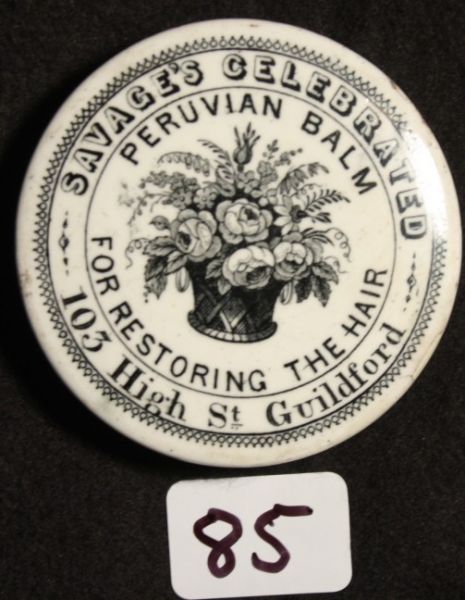 SAVAGE'S CELEBRATED
PERUVIAN BALM
FOR RESTORING THE HAIR
103 High St Guildford
85